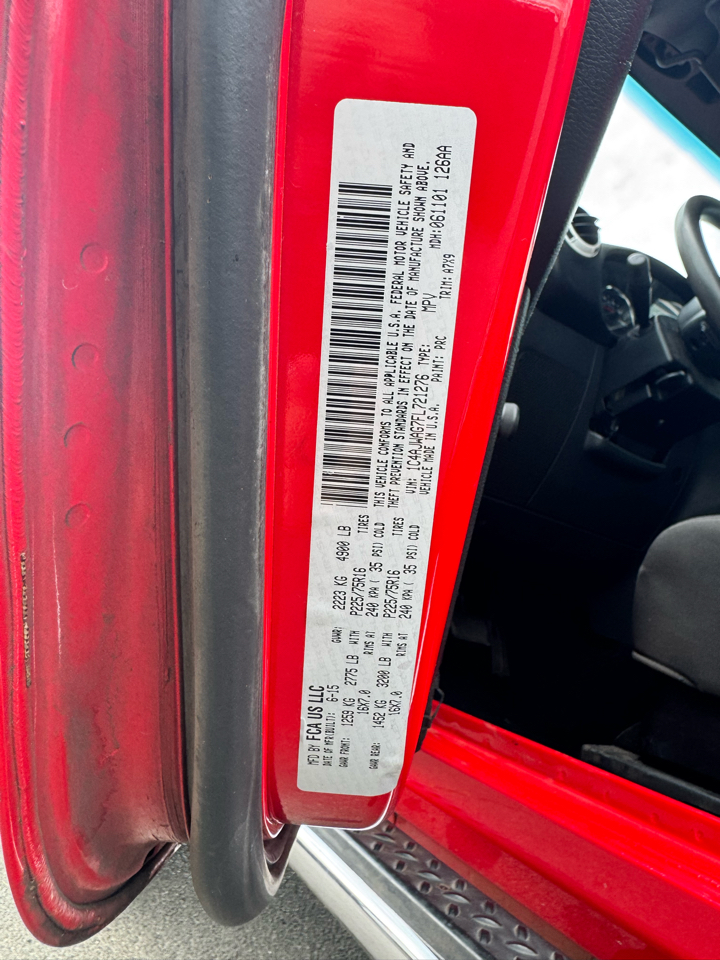 MFD BY FCA US LLC
DATE OF MFR(BUILT): 6-15 GVWR: 2223 KG 4900 LB
GAWR FRONT: 1259 KG 2775 LB WITH P225/75R16 TIRES
16X7.0 RIMS AT 240 KPA ( 35 PSI) COLD
GAWR REAR: 1452 KG 3200 LB WITH P225/75R16 TIRES
16X7.0 RIMS AT 240 KPA ( 35 PSI) COLD
THIS VEHICLE CONFORMS TO ALL APPLICABLE U.S.A. FEDERAL MOTOR VEHICLE SAFETY AND
THEFT PREVENTION STANDARDS IN EFFECT ON THE DATE OF MANUFACTURE SHOWN ABOVE.
VIN: 1C4AJWAG7FL721276 TYPE: MPV MDH:061101 126AA
VEHICLE MADE IN U.S.A. PAINT: PRC TRIM: A7X9